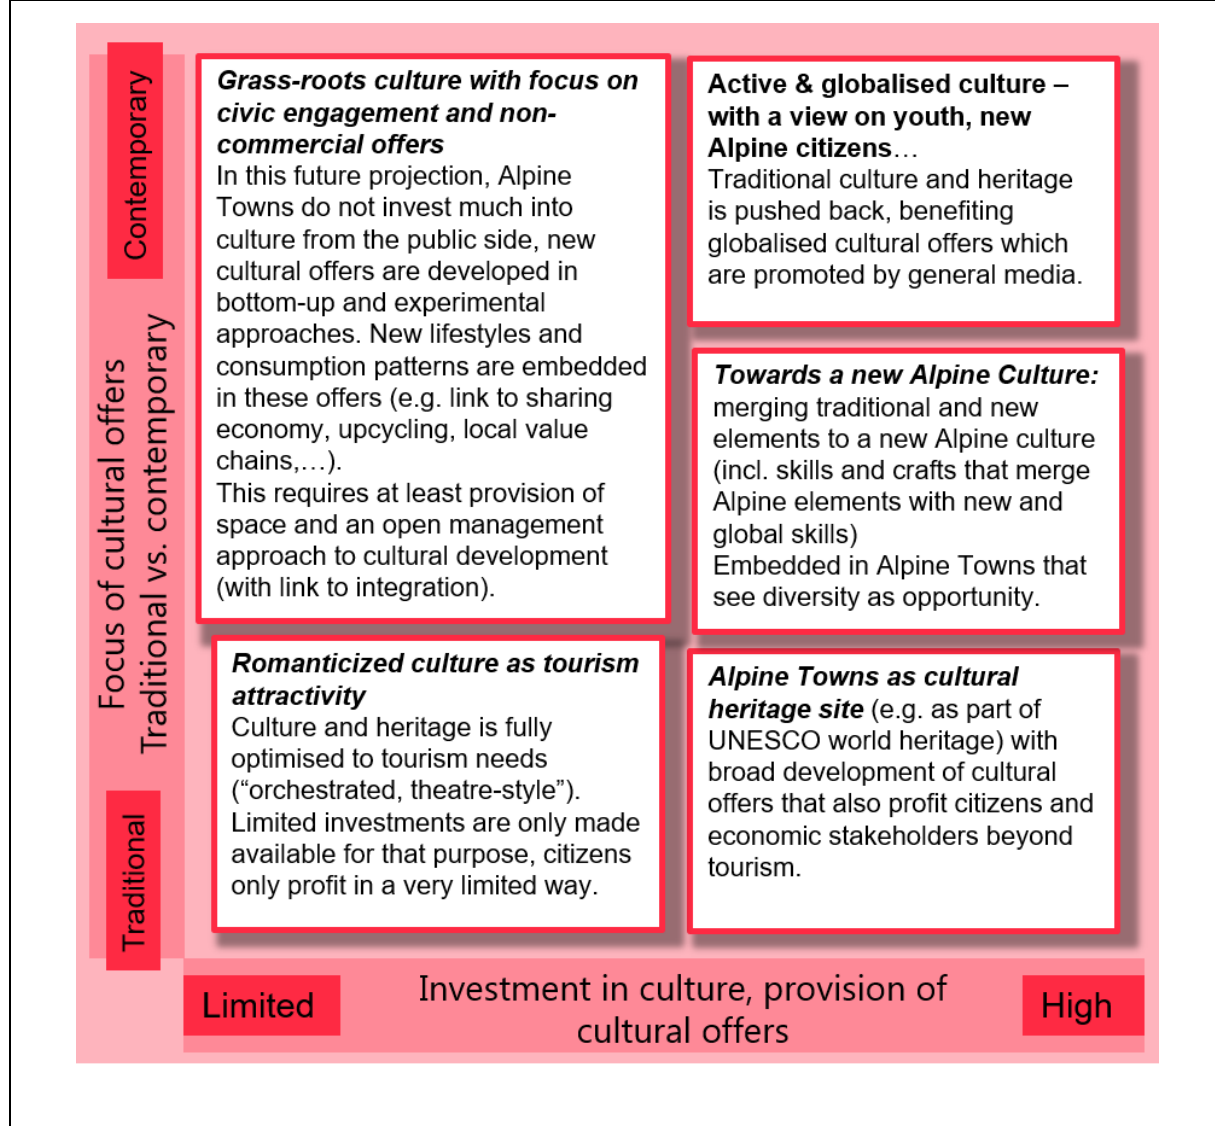 Contemporary
Focus of cultural offers
Traditional vs. contemporary
Traditional
Grass-roots culture with focus on
civic engagement and non-
commercial offers
In this future projection, Alpine
Towns do not invest much into
culture from the public side, new
cultural offers are developed in
bottom-up and experimental
approaches. New lifestyles and
consumption patterns are embedded
in these offers (e.g. link to sharing
economy, upcycling, local value
chains,…).
This requires at least provision of
space and an open management
approach to cultural development
(with link to integration).
Active & globalised culture –
with a view on youth, new
Alpine citizens…
Traditional culture and heritage
is pushed back, benefiting
globalised cultural offers which
are promoted by general media.
Towards a new Alpine Culture:
merging traditional and new
elements to a new Alpine culture
(incl. skills and crafts that merge
Alpine elements with new and
global skills)
Embedded in Alpine Towns that
see diversity as opportunity.
Romanticized culture as tourism
attractivity
Culture and heritage is fully
optimised to tourism needs
(“orchestrated, theatre-style”).
Limited investments are only made
available for that purpose, citizens
only profit in a very limited way.
Alpine Towns as cultural
heritage site (e.g. as part of
UNESCO world heritage) with
broad development of cultural
offers that also profit citizens and
economic stakeholders beyond
tourism.
Limited
Investment in culture, provision of
cultural offers
High